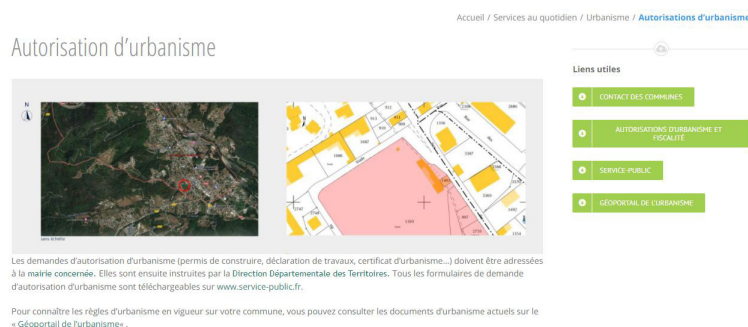 Accueil / Services au quotidien / Urbanisme / Autorisations d'urbanisme
Autorisation d'urbanisme
Liens utiles
CONTACT DES COMMUNES
AUTORISATIONS D'URBANISME ET
FISCALITÉ
SERVICE-PUBLIC
GÉOPORTAIL DE L'URBANISME
N
N
sans échelle
Les demandes d'autorisation d'urbanisme (permis de construire, déclaration de travaux, certificat d'urbanisme...) doivent être adressées
à la mairie concernée. Elles sont ensuite instruites par la Direction Départementale des Territoires. Tous les formulaires de demande
d'autorisation d'urbanisme sont téléchargeables sur www.service-public.fr.
Pour connaître les règles d'urbanisme en vigueur sur votre commune, vous pouvez consulter les documents d'urbanisme actuels sur le
« Géoportail de l'urbanisme« .